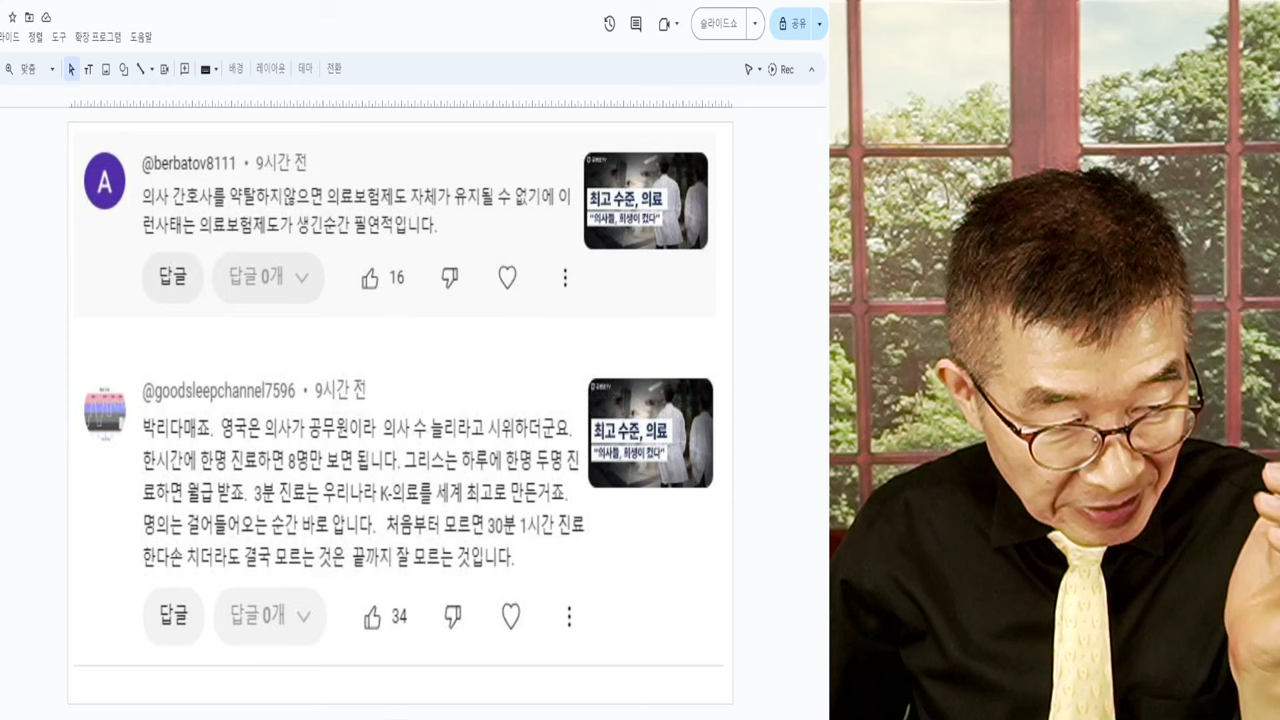 라이드 정렬 도구 확장 프로그램 도움말
슬라이드쇼
공유
맞춤
배경 레이아웃 테마 전환
Rec
A
@berbatov8111 • 9시간 전
의사 간호사를 약탈하지않으면 의료보험제도 자체가 유지될 수 없기에 이
런사태는 의료보험제도가 생긴순간 필연적입니다.
최고 수준, 의료
"의사들, 희생이 컸다"
답글 답글 0개 16
@goodsleepchannel7596 • 9시간 전
박리다매죠. 영국은 의사가 공무원이라 의사 수 늘리라고 시위하더군요.
한시간에 한명 진료하면 8명만 보면 됩니다. 그리스는 하루에 한명 두명 진
료하면 월급 받죠. 3분 진료는 우리나라 K-의료를 세계 최고로 만든거죠.
명의는 걸어들어오는 순간 바로 압니다. 처음부터 모르면 30분 1시간 진료
한다손 치더라도 결국 모르는 것은 끝까지 잘 모르는 것입니다.
최고 수준, 의료
"의사들, 희생이 컸다"
답글 답글 0개 34